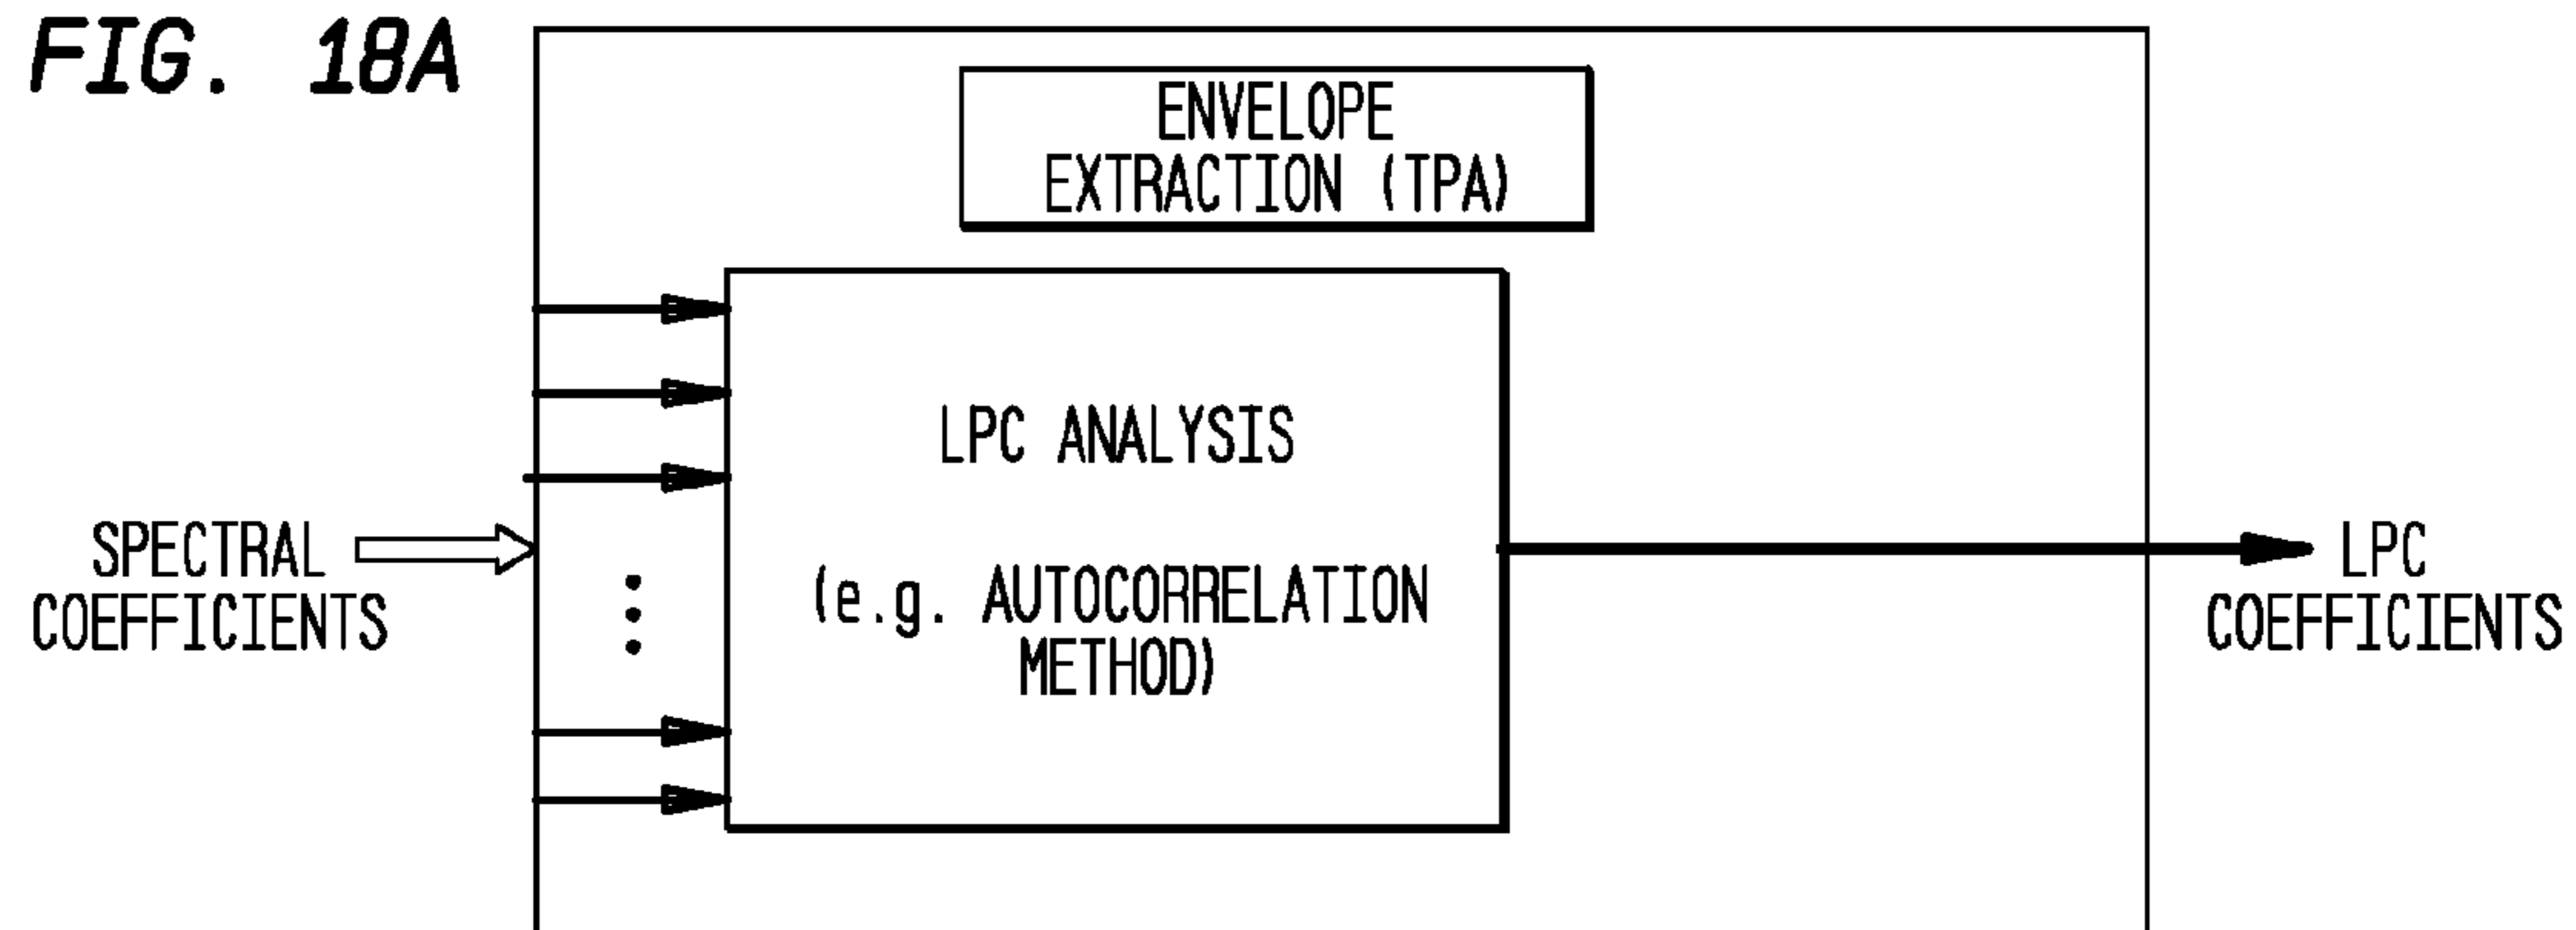 FIG. 18A
ENVELOPE
EXTRACTION (TPA)
LPC ANALYSIS
(e.g. AUTOCORRELATION
METHOD)
SPECTRAL
COEFFICIENTS
LPC
COEFFICIENTS